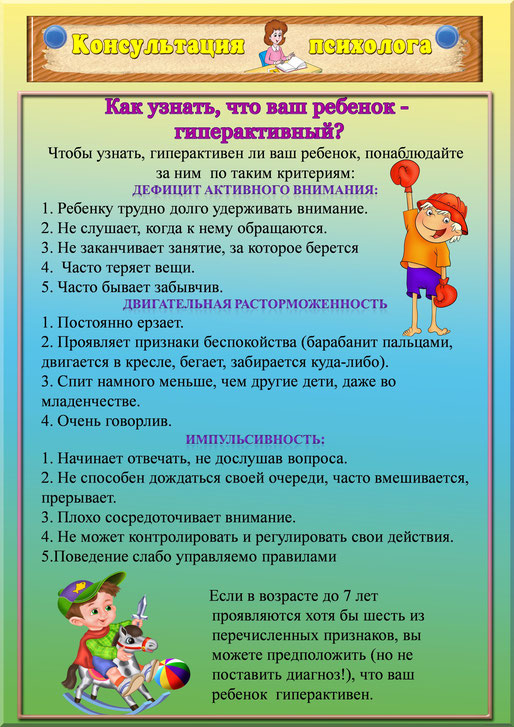 Консультация психолога
Как узнать, что ваш ребенок -
гиперактивный?
Чтобы узнать, гиперактивен ли ваш ребенок, понаблюдайте
за ним по таким критериям:
ДЕФИЦИТ АКТИВНОГО ВНИМАНИЯ:
1. Ребенку трудно долго удерживать внимание.
2. Не слушает, когда к нему обращаются.
3. Не заканчивает занятие, за которое берется
4. Часто теряет вещи.
5. Часто бывает забывчив.
ДВИГАТЕЛЬНАЯ РАСТОРМОЖЕННОСТЬ
1. Постоянно ерзает.
2. Проявляет признаки беспокойства (барабанит пальцами,
двигается в кресле, бегает, забирается куда-либо).
3. Спит намного меньше, чем другие дети, даже во
младенчестве.
4. Очень говорлив.
ИМПУЛЬСИВНОСТЬ:
1. Начинает отвечать, не дослушав вопроса.
2. Не способен дождаться своей очереди, часто вмешивается,
прерывает.
3. Плохо сосредоточивает внимание.
4. Не может контролировать и регулировать свои действия.
5.Поведение слабо управляемо правилами
Если в возрасте до 7 лет
проявляются хотя бы шесть из
перечисленных признаков, вы
можете предположить (но не
поставить диагноз!), что ваш
ребенок гиперактивен.